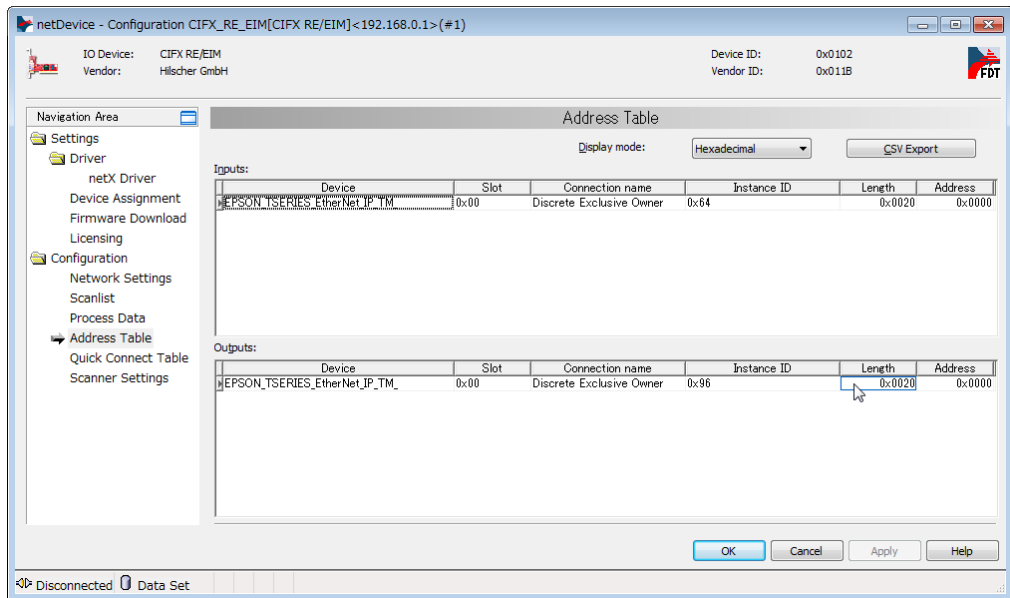 netDevice - Configuration CIFX_RE_EIM[CIFX RE/EIM]<192.168.0.1>(#1)
IO Device: CIFX RE/EIM Device ID: 0x0102
Vendor: Hilscher GmbH Vendor ID: 0x011B
FDT
Navigation Area
Settings
Driver
netX Driver
Device Assignment
Firmware Download
Licensing
Configuration
Network Settings
Scanlist
Process Data
Address Table
Quick Connect Table
Scanner Settings
Address Table
Display mode: Hexadecimal CSV Export
Inputs:
Device Slot Connection name Instance ID Length Address
EPSON_TSERIES_EtherNet_IP_TM_ 0x00 Discrete Exclusive Owner 0x64 0x0020 0x0000
Outputs:
Device Slot Connection name Instance ID Length Address
EPSON_TSERIES_EtherNet_IP_TM_ 0x00 Discrete Exclusive Owner 0x96 0x0020 0x0000
OK Cancel Apply Help
Disconnected Data Set